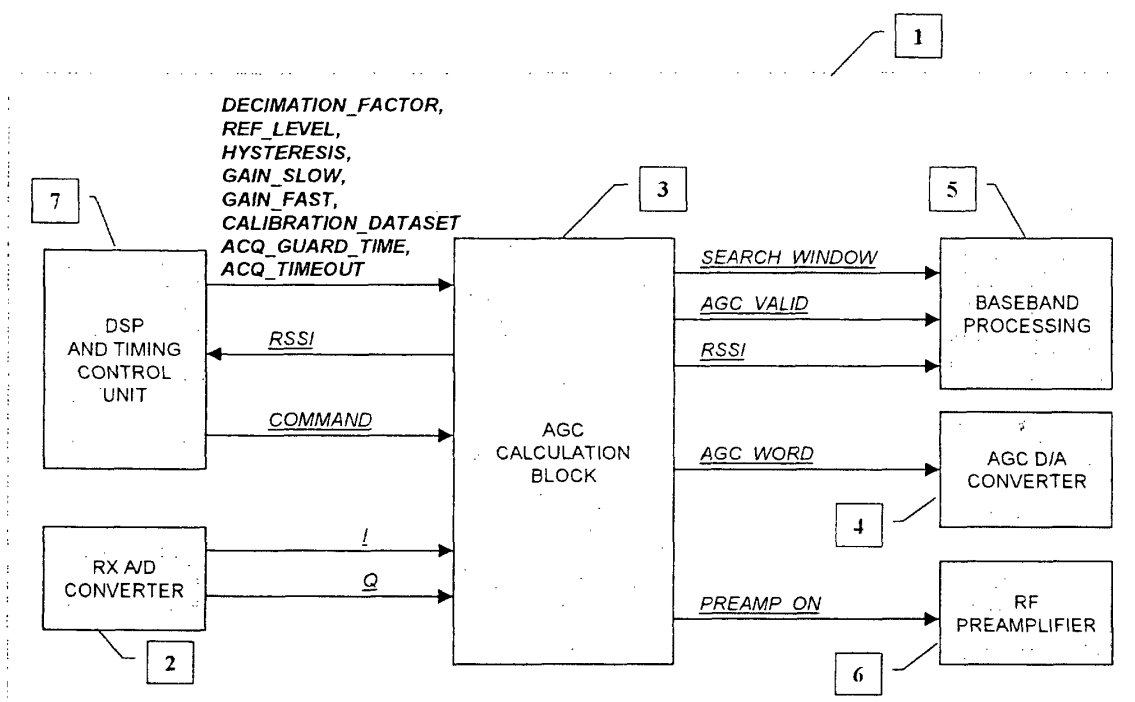 1
DECIMATION_FACTOR,
REF_LEVEL,
HYSTERESIS,
GAIN_SLOW,
GAIN_FAST,
CALIBRATION_DATASET
ACQ_GUARD_TIME,
ACQ_TIMEOUT
7
3
5
DSP
AND TIMING
CONTROL
UNIT
RSSI
COMMAND
AGC
CALCULATION
BLOCK
SEARCH_WINDOW
AGC_VALID
RSSI
BASEBAND
PROCESSING
AGC_WORD
AGC D/A
CONVERTER
4
RX A/D
CONVERTER
I
Q
2
PREAMP_ON
RF
PREAMPLIFIER
6